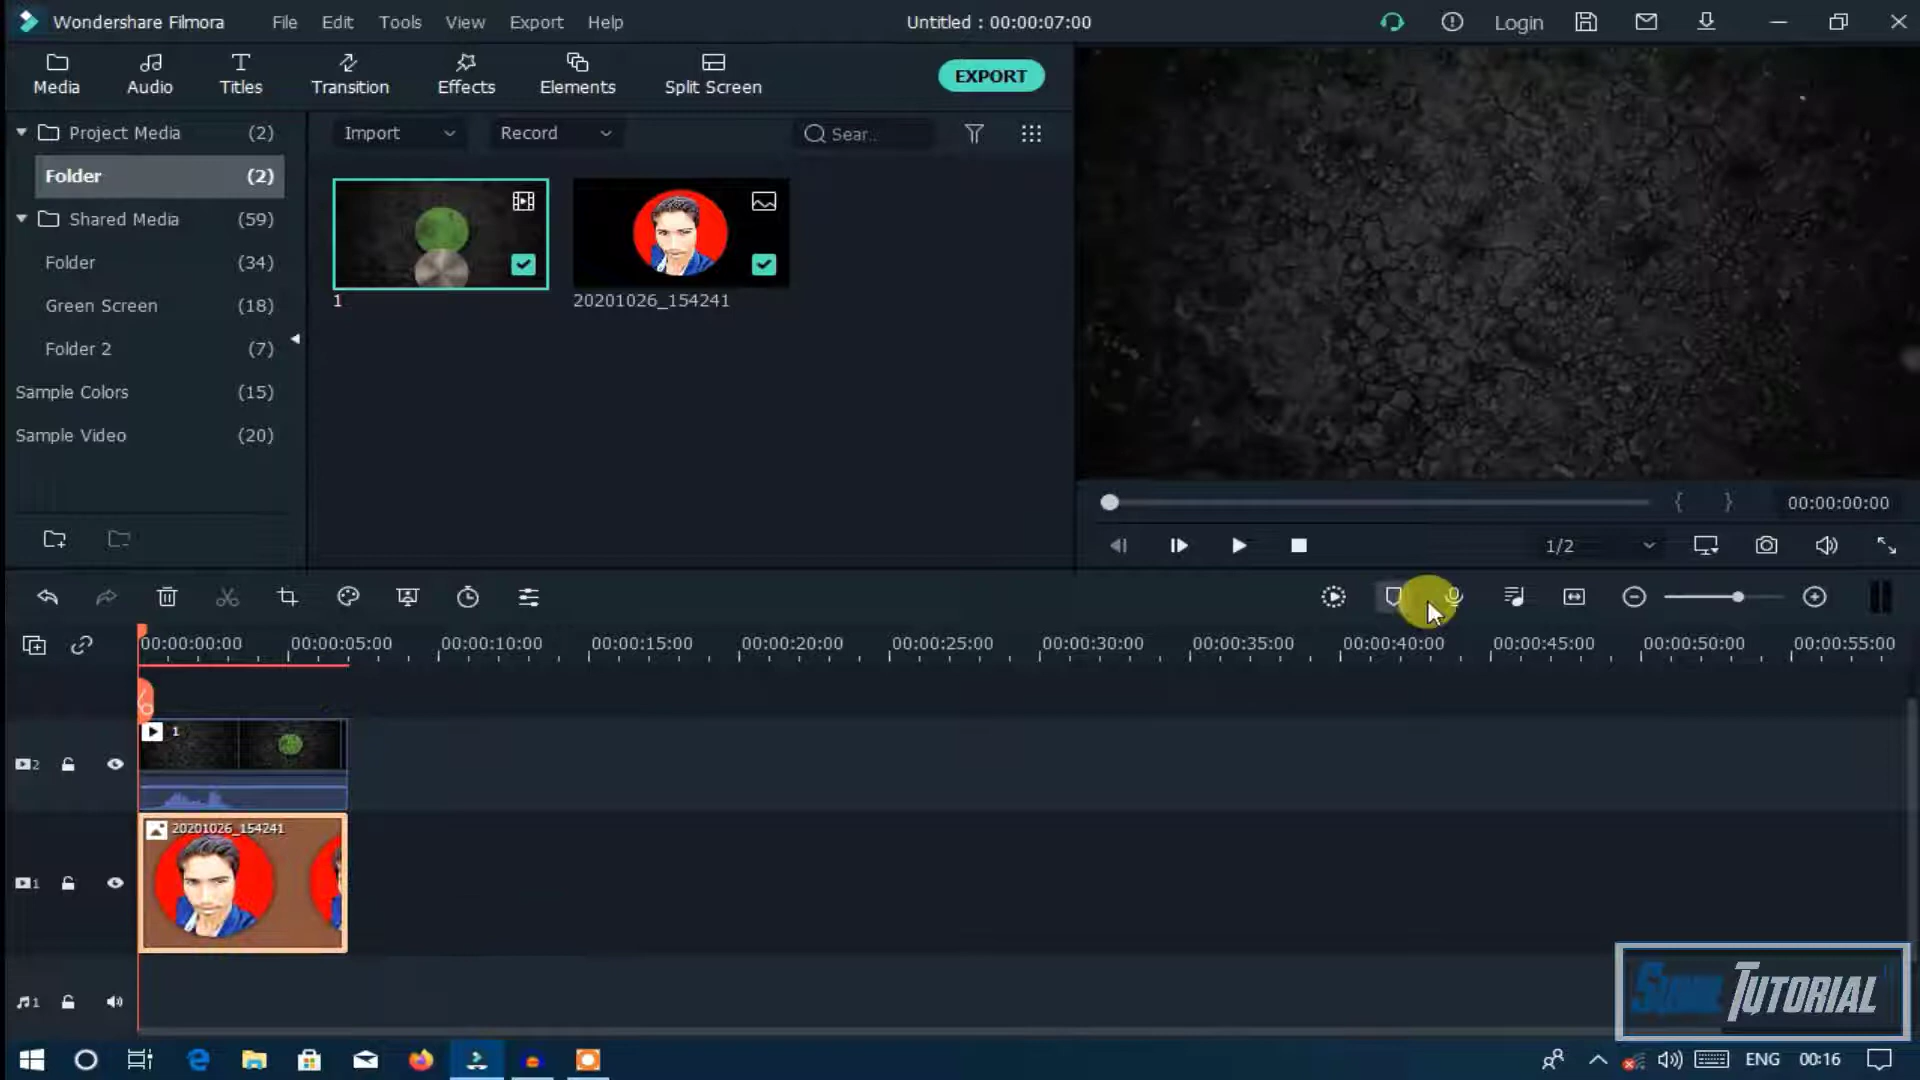 Wondershare Filmora File Edit Tools View Export Help Untitled : 00:00:07:00 Login
Media Audio Titles Transition Effects Elements Split Screen EXPORT
Project Media (2) Import Record Sear..
Folder (2)
Shared Media (59)
Folder (34)
Green Screen (18)
Folder 2 (7)
Sample Colors (15)
Sample Video (20)
1 20201026_154241
00:00:00:00
1/2
00:00:00:00 00:00:05:00 00:00:10:00 00:00:15:00 00:00:20:00 00:00:25:00 00:00:30:00 00:00:35:00 00:00:40:00 00:00:45:00 00:00:50:00 00:00:55:00
1
2
20201026_154241
1
1
TUTORIAL
ENG 00:16